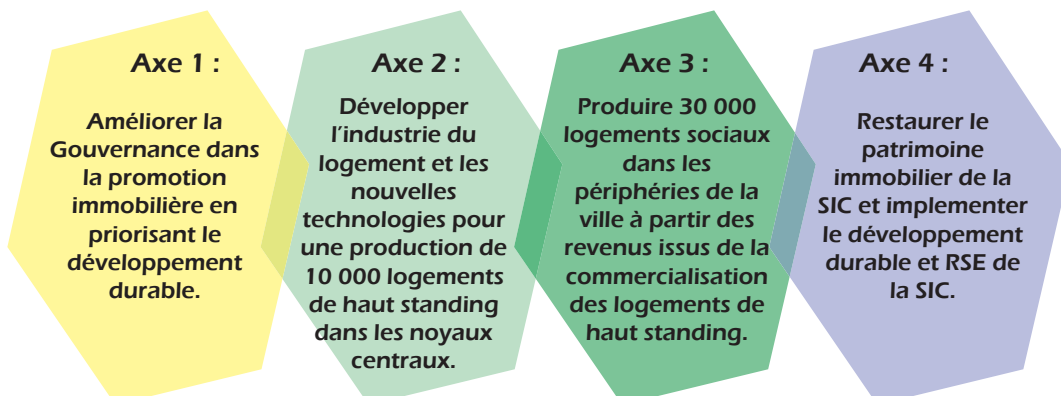 Axe 1 :
Améliorer la
Gouvernance dans
la promotion
immobilière en
priorisant le
développement
durable.
Axe 2 :
Développer
l'industrie du
logement et les
nouvelles
technologies pour
une production de
10 000 logements
de haut standing
dans les noyaux
centraux.
Axe 3 :
Produire 30 000
logements sociaux
dans les
périphéries de la
ville à partir des
revenus issus de la
commercialisation
des logements de
haut standing.
Axe 4 :
Restaurer le
patrimoine
immobilier de la
SIC et implementer
le développement
durable et RSE de
la SIC.